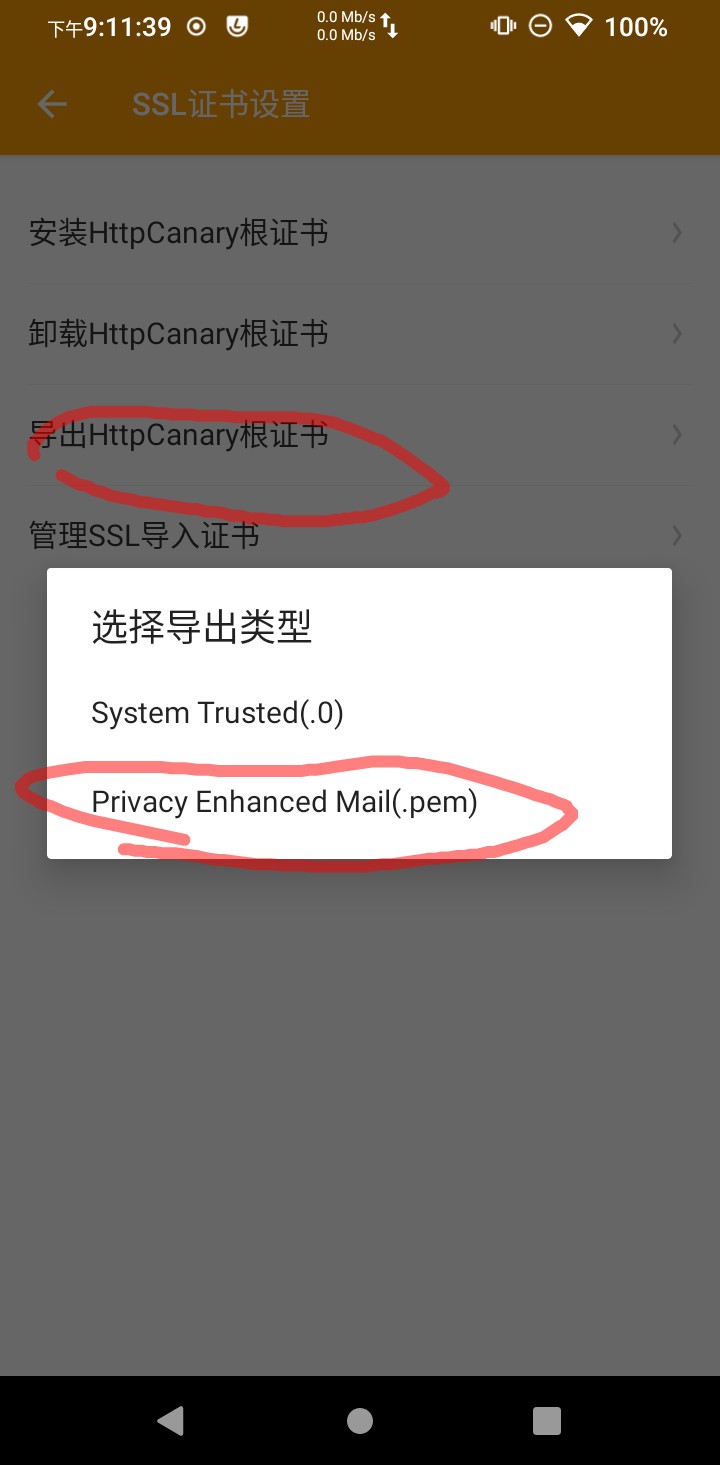 下午9:11:39
0.0 Mb/s
0.0 Mb/s
100%
SSL证书设置
安装HttpCanary根证书
卸载HttpCanary根证书
导出HttpCanary根证书
管理SSL导入证书
选择导出类型
System Trusted(.0)
Privacy Enhanced Mail(.pem)